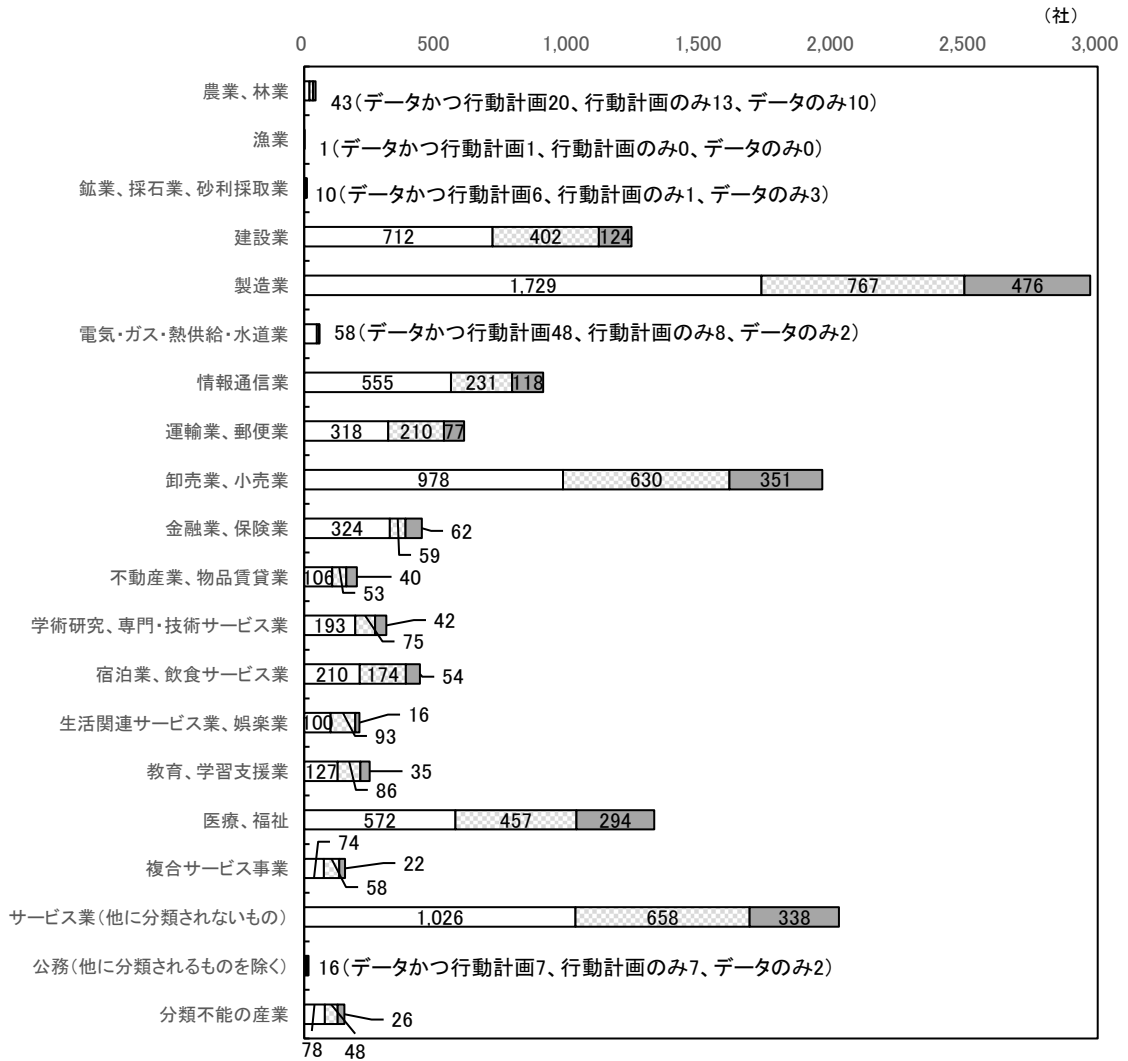 （社）
0 500 1,000 1,500 2,000 2,500 3,000
農業、林業 43（データかつ行動計画20、行動計画のみ13、データのみ10）
漁業 1（データかつ行動計画1、行動計画のみ0、データのみ0）
鉱業、採石業、砂利採取業 10（データかつ行動計画6、行動計画のみ1、データのみ3）
建設業 712 402 124
製造業 1,729 767 476
電気・ガス・熱供給・水道業 58（データかつ行動計画48、行動計画のみ8、データのみ2）
情報通信業 555 231 118
運輸業、郵便業 318 210 77
卸売業、小売業 978 630 351
金融業、保険業 324 62
59
不動産業、物品賃貸業 106 40
53
学術研究、専門・技術サービス業 193 42
75
宿泊業、飲食サービス業 210 174 54
生活関連サービス業、娯楽業 100 16
93
教育、学習支援業 127 35
86
医療、福祉 572 457 294
74
複合サービス事業 22
58
サービス業（他に分類されないもの） 1,026 658 338
公務（他に分類されるものを除く） 16（データかつ行動計画7、行動計画のみ7、データのみ2）
分類不能の産業 26
78 48